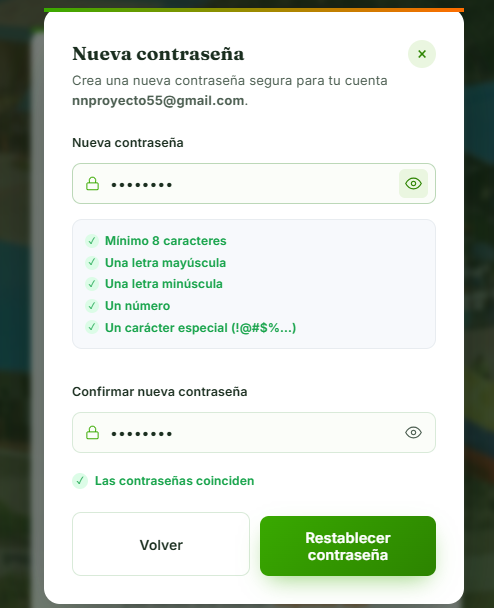 Nueva contraseña
×
Crea una nueva contraseña segura para tu cuenta
nnproyecto55@gmail.com.
Nueva contraseña
••••••••
✓ Mínimo 8 caracteres
✓ Una letra mayúscula
✓ Una letra minúscula
✓ Un número
✓ Un carácter especial (!@#$%...)
Confirmar nueva contraseña
••••••••
✓ Las contraseñas coinciden
Volver
Restablecer
contraseña